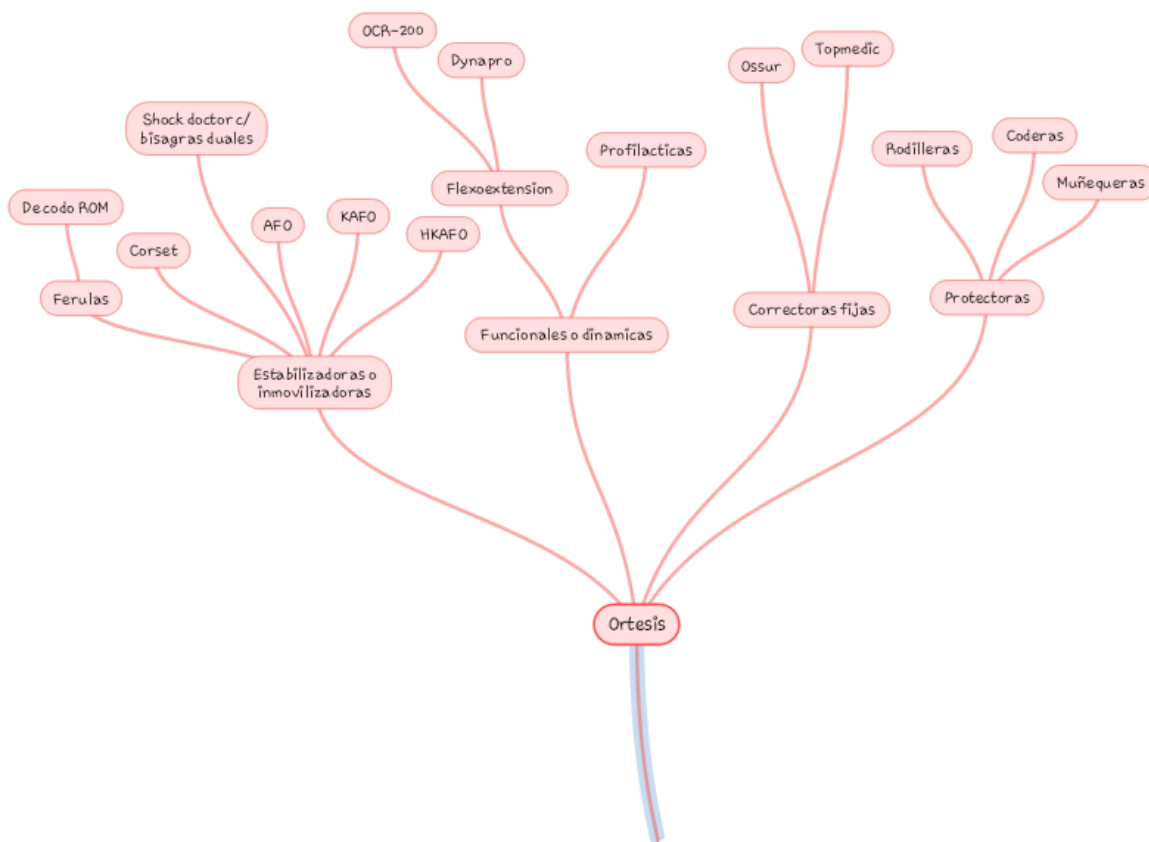 OCR-200
Dynapro
Ossur
Topmedic
Shock doctor c/
bisagras duales
Profilacticas
Rodilleras
Coderas
Muñequeras
Flexoextension
Decodo ROM
Corset
AFO
KAFO
HKAFO
Ferulas
Funcionales o dinamicas
Correctoras fijas
Protectoras
Estabilizadoras o
inmovilizadoras
Ortesis